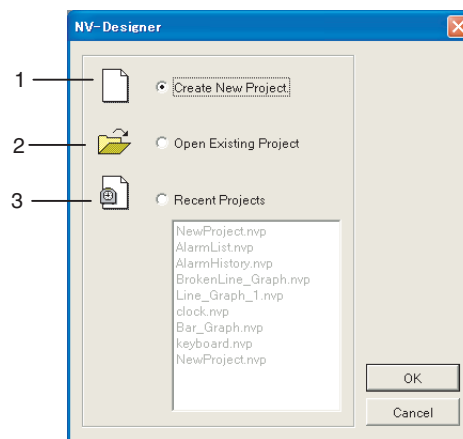 NV-Designer
1
Create New Project.
2
Open Existing Project
3
Recent Projects
NewProject.nvp
AlarmList.nvp
AlarmHistory.nvp
BrokenLine_Graph.nvp
Line_Graph_1.nvp
clock.nvp
Bar_Graph.nvp
keyboard.nvp
NewProject.nvp
OK
Cancel